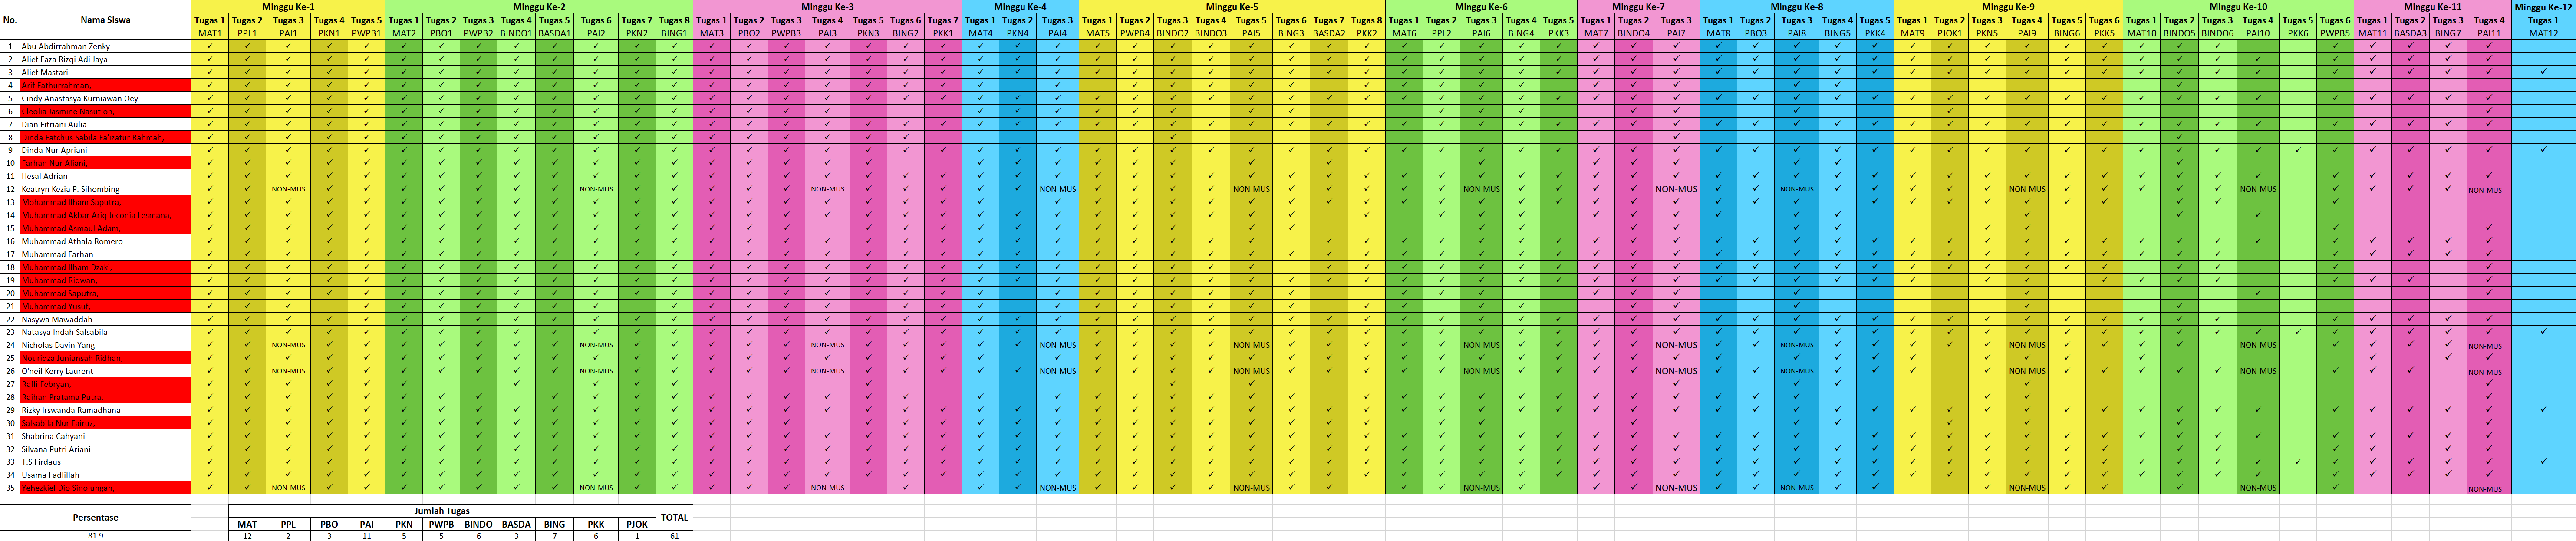 No. Nama Siswa Minggu Ke-1 Minggu Ke-2 Minggu Ke-3 Minggu Ke-4 Minggu Ke-5 Minggu Ke-6 Minggu Ke-7 Minggu Ke-8 Minggu Ke-9 Minggu Ke-10 Minggu Ke-11 Minggu Ke-12
Tugas 1 Tugas 2 Tugas 3 Tugas 4 Tugas 5 Tugas 1 Tugas 2 Tugas 3 Tugas 4 Tugas 5 Tugas 6 Tugas 7 Tugas 8 Tugas 1 Tugas 2 Tugas 3 Tugas 4 Tugas 5 Tugas 6 Tugas 7 Tugas 1 Tugas 2 Tugas 3 Tugas 1 Tugas 2 Tugas 3 Tugas 4 Tugas 5 Tugas 6 Tugas 7 Tugas 8 Tugas 1 Tugas 2 Tugas 3 Tugas 4 Tugas 5 Tugas 1 Tugas 2 Tugas 3 Tugas 1 Tugas 2 Tugas 3 Tugas 4 Tugas 5 Tugas 1 Tugas 2 Tugas 3 Tugas 4 Tugas 5 Tugas 6 Tugas 1 Tugas 2 Tugas 3 Tugas 4 Tugas 5 Tugas 6 Tugas 1 Tugas 2 Tugas 3 Tugas 4 Tugas 1
MAT1 PPL1 PAI1 PKN1 PWPB1 MAT2 PBO1 PWPB2 BINDO1 BASDA1 PAI2 PKN2 BING1 MAT3 PBO2 PWPB3 PAI3 PKN3 BING2 PKK1 MAT4 PKN4 PAI4 MAT5 PWPB4 BINDO2 BINDO3 PAI5 BING3 BASDA2 PKK2 MAT6 PPL2 PAI6 BING4 PKK3 MAT7 BINDO4 PAI7 MAT8 PBO3 PAI8 BING5 PKK4 MAT9 PJOK1 PKN5 PAI9 BING6 PKK5 MAT10 BINDO5 BINDO6 PAI10 PKK6 PWPB5 MAT11 BASDA3 BING7 PAI11 MAT12
1 Abu Abdirrahman Zenky
2 Alief Faza Rizqi Adi Jaya
3 Alief Mastari
4 Arif Fathurrahman,
5 Cindy Anastasya Kurniawan Oey
6 Cleolia Jasmine Nasution,
7 Dian Fitriani Aulia
8 Dinda Fatchus Sabila Fa'izatur Rahmah,
9 Dinda Nur Apriani
10 Farhan Nur Aliani,
11 Hesal Adrian
12 Keatryn Kezia P. Sihombing NON-MUS NON-MUS NON-MUS NON-MUS NON-MUS NON-MUS NON-MUS NON-MUS NON-MUS NON-MUS NON-MUS
13 Mohammad Ilham Saputra,
14 Muhammad Akbar Ariq Jeconia Lesmana,
15 Muhammad Asmaul Adam,
16 Muhammad Athala Romero
17 Muhammad Farhan
18 Muhammad Ilham Dzaki,
19 Muhammad Ridwan,
20 Muhammad Saputra,
21 Muhammad Yusuf,
22 Nasywa Mawaddah
23 Natasya Indah Salsabila
24 Nicholas Davin Yang NON-MUS NON-MUS NON-MUS NON-MUS NON-MUS NON-MUS NON-MUS NON-MUS NON-MUS NON-MUS NON-MUS
25 Nouridza Juniansah Ridhan,
26 O'neil Kerry Laurent NON-MUS NON-MUS NON-MUS NON-MUS NON-MUS NON-MUS NON-MUS NON-MUS NON-MUS NON-MUS NON-MUS
27 Rafli Febryan,
28 Raihan Pratama Putra,
29 Rizky Irswanda Ramadhana
30 Salsabila Nur Fairuz,
31 Shabrina Cahyani
32 Silvana Putri Ariani
33 T.S Firdaus
34 Usama Fadlillah
35 Yehezkiel Dio Sinolungan, NON-MUS NON-MUS NON-MUS NON-MUS NON-MUS NON-MUS NON-MUS NON-MUS NON-MUS NON-MUS NON-MUS
Persentase Jumlah Tugas TOTAL
MAT PPL PBO PAI PKN PWPB BINDO BASDA BING PKK PJOK
81.9 12 2 3 11 5 5 6 3 7 6 1 61